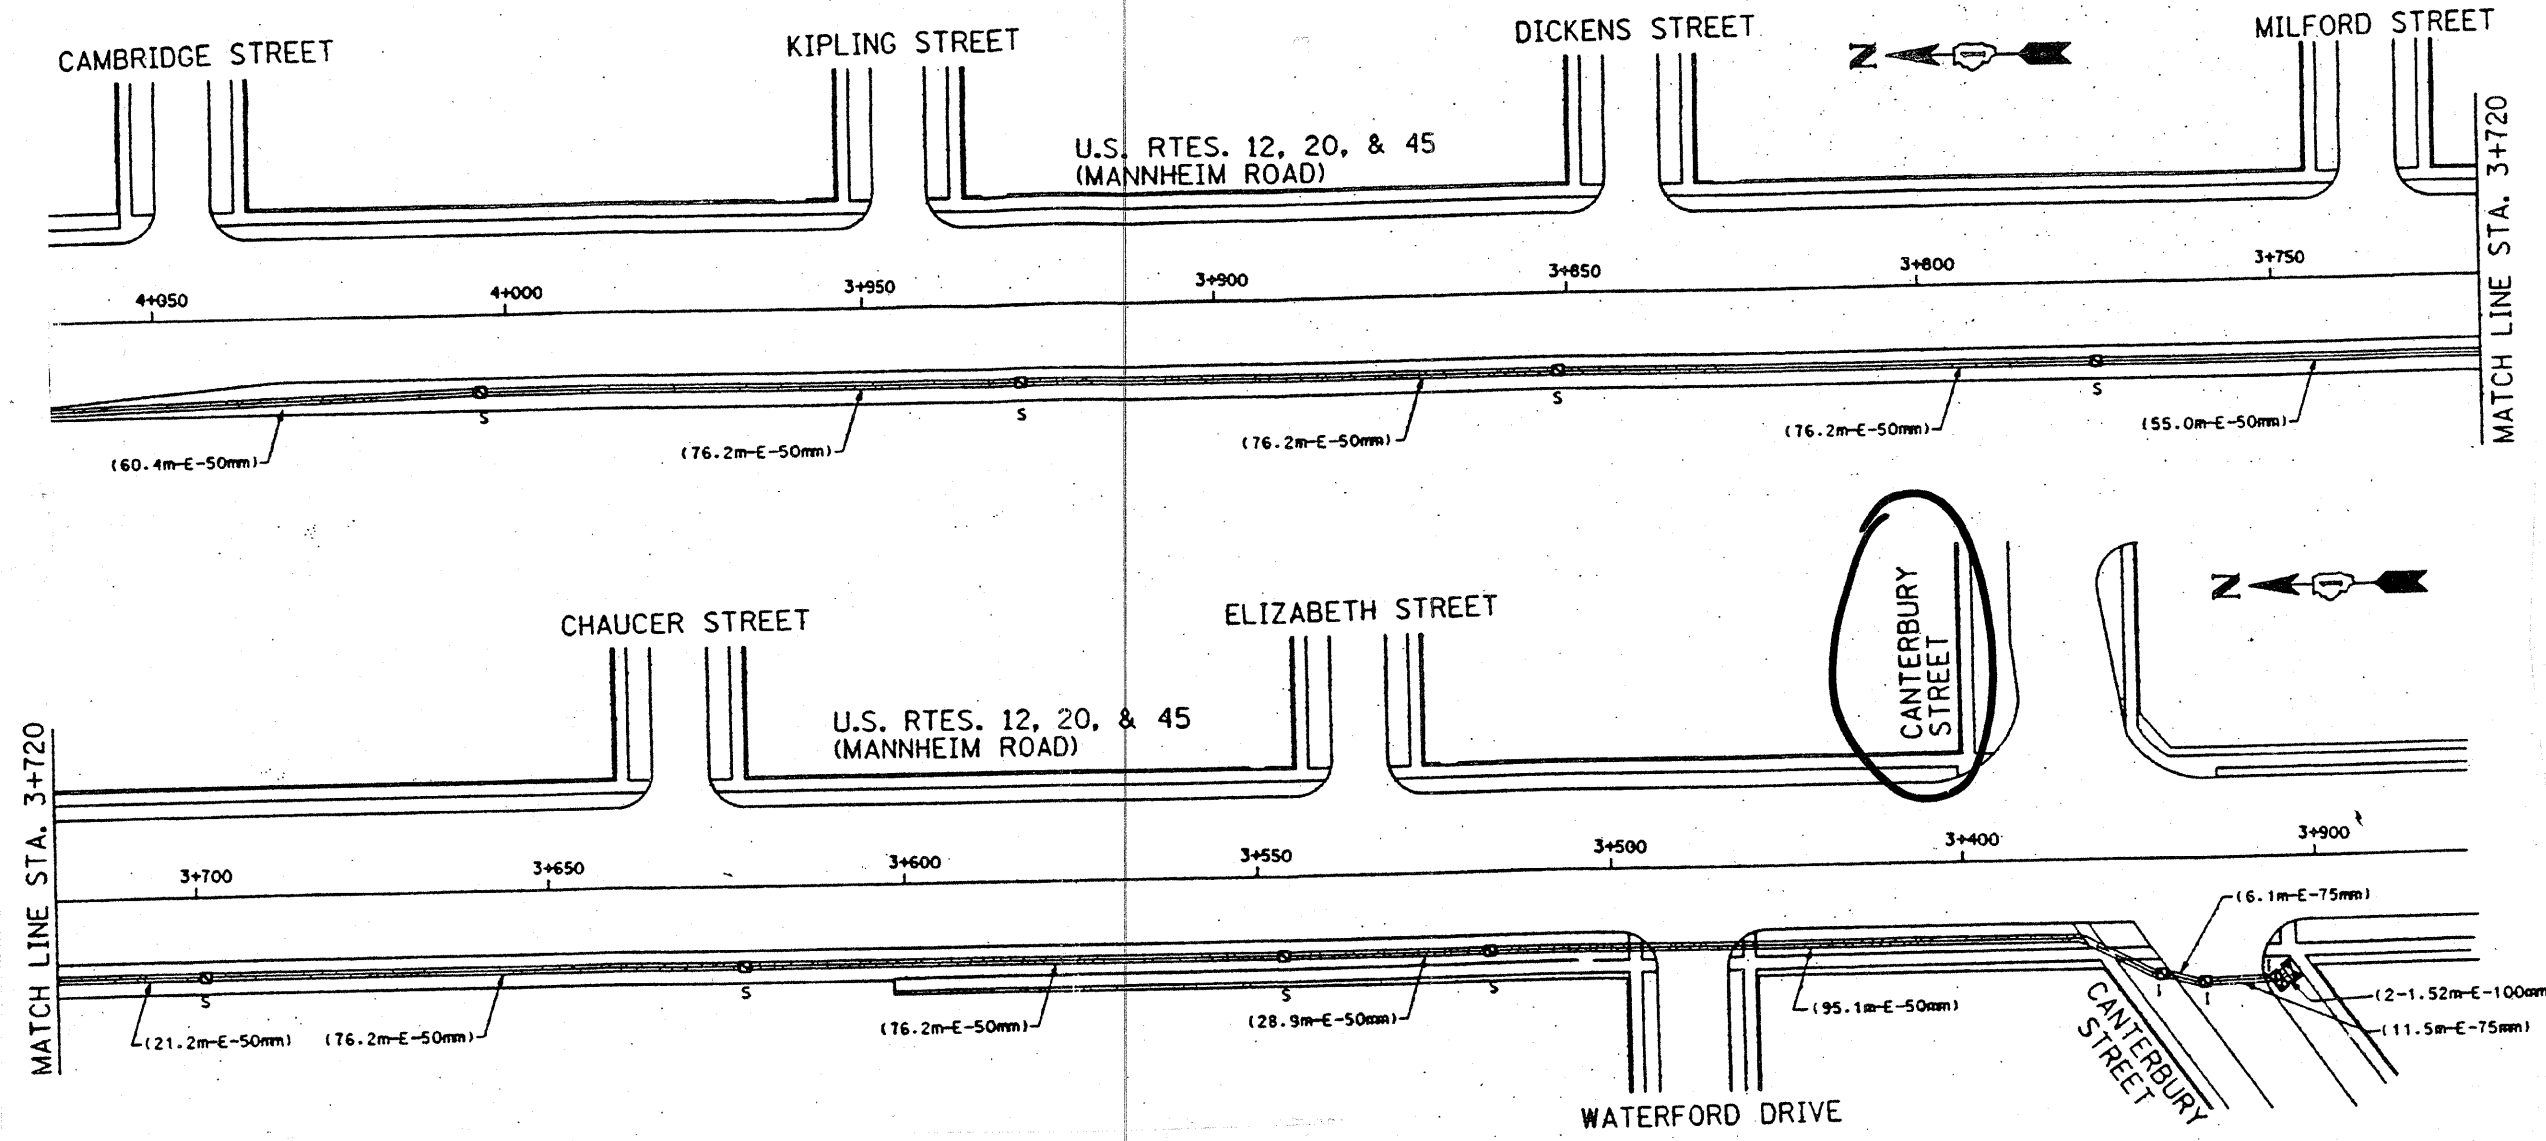 CAMBRIDGE STREET
KIPLING STREET
DICKENS STREET
MILFORD STREET
N
U.S. RTES. 12, 20, & 45
(MANNHEIM ROAD)
MATCH LINE STA. 3+720
4+050
4+000
3+950
3+900
3+850
3+800
3+750
S
S
S
S
(60.4m-E-50mm)
(76.2m-E-50mm)
(76.2m-E-50mm)
(76.2m-E-50mm)
(55.0m-E-50mm)
CHAUCER STREET
ELIZABETH STREET
CANTERBURY
STREET
N
U.S. RTES. 12, 20, & 45
(MANNHEIM ROAD)
MATCH LINE STA. 3+720
3+700
3+650
3+600
3+550
3+500
3+400
3+900
(6.1m-E-75mm)
S
S
S
S
I
I
(21.2m-E-50mm)
(76.2m-E-50mm)
(76.2m-E-50mm)
(28.9m-E-50mm)
(95.1m-E-50mm)
(2-1.52m-E-100mm
(11.5m-E-75mm)
CANTERBURY
STREET
WATERFORD DRIVE